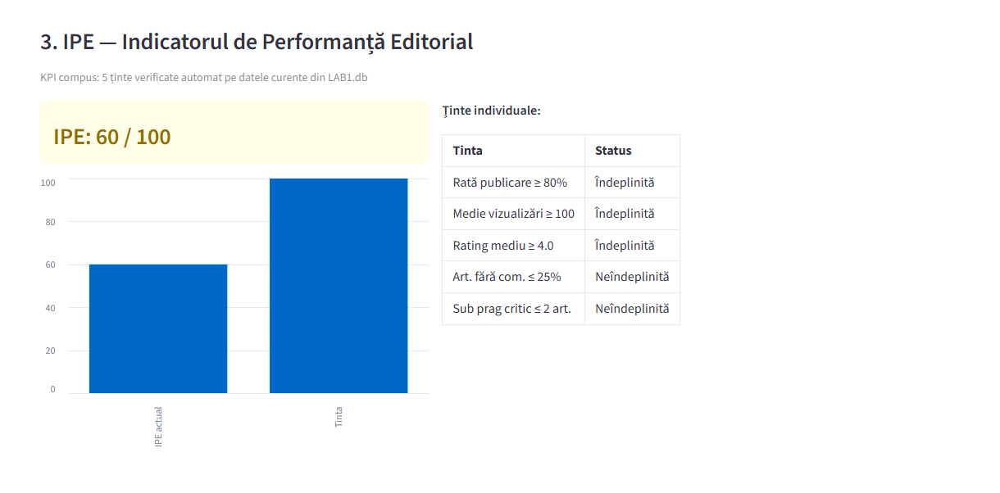 3. IPE — Indicatorul de Performanță Editorial
KPI compus: 5 ținte verificate automat pe datele curente din LAB1.db
IPE: 60 / 100
100
80
60
40
20
0
IPE actual
Tinta
Ținte individuale:
Tinta Status
Rată publicare ≥ 80% Îndeplinită
Medie vizualizări ≥ 100 Îndeplinită
Rating mediu ≥ 4.0 Îndeplinită
Art. fără com. ≤ 25% Neîndeplinită
Sub prag critic ≤ 2 art. Neîndeplinită